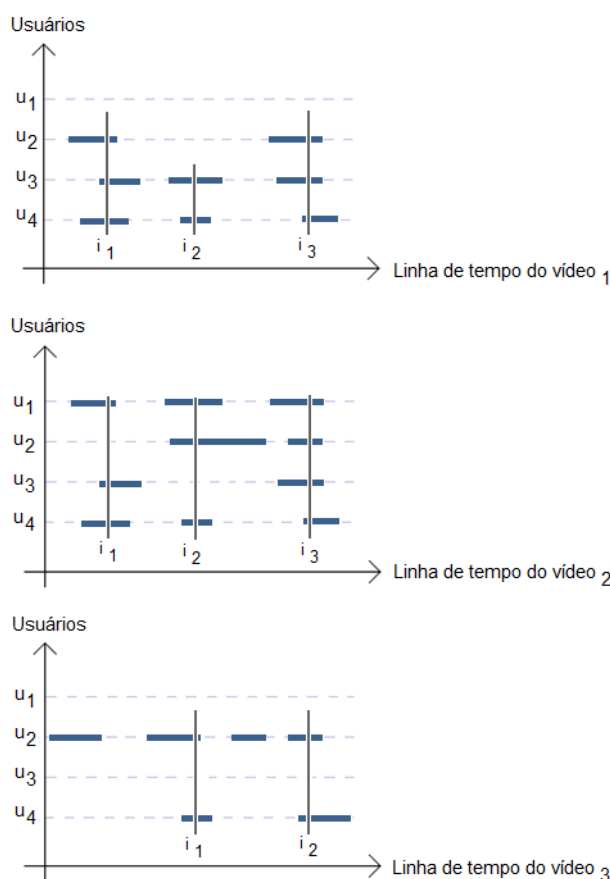 Usuários
u1
u2
u3
u4
i1 i2 i3
Linha de tempo do vídeo 1
Usuários
u1
u2
u3
u4
i1 i2 i3
Linha de tempo do vídeo 2
Usuários
u1
u2
u3
u4
i1 i2
Linha de tempo do vídeo 3